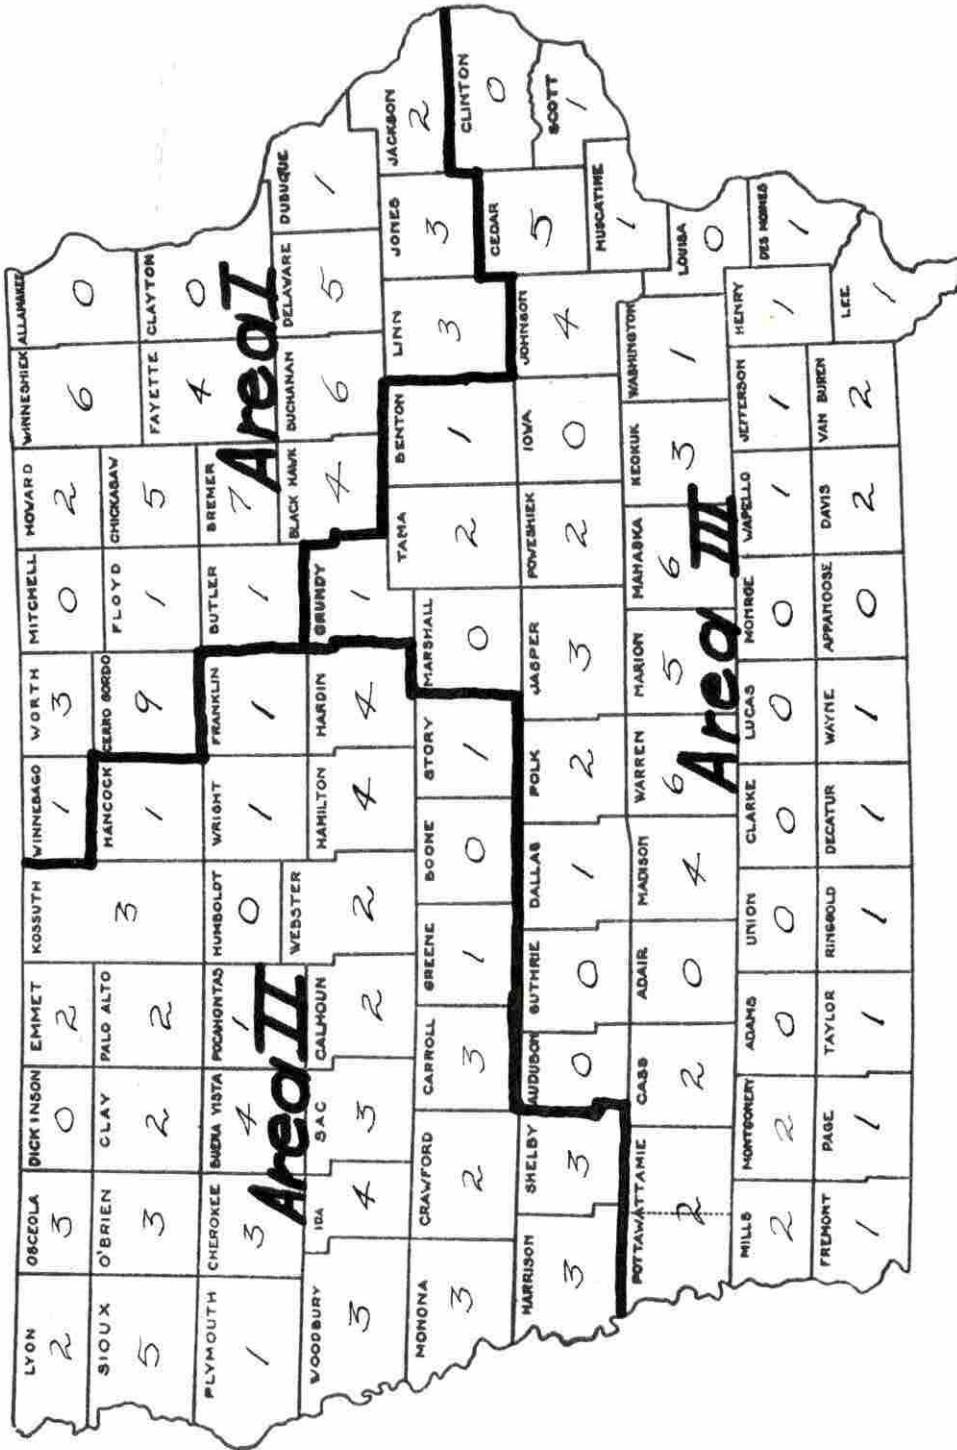 LYON OSCEOLA DICKINSON EMMET KOSSUTH WINNEBAGO WORTH MITCHELL HOWARD WINNESHIEK ALLAMAKEE
2 3 0 2 3 1 3 0 2 6 0
SIOUX O'BRIEN CLAY PALO ALTO HANCOCK CERRO GORDO FLOYD CHICKASAW FAYETTE CLAYTON
5 3 2 2 1 9 1 5 4 0
PLYMOUTH CHEROKEE BUENA VISTA POCAHONTAS HUMBOLDT WRIGHT FRANKLIN BUTLER BREMER
1 3 4 1 0 1 1 1 7
Area II
Area I
WOODBURY IDA SAC CALHOUN WEBSTER HAMILTON HARDIN GRUNDY BLACK HAWK BUCHANAN DELAWARE DUBUQUE
3 4 3 2 2 4 4 1 4 6 5 1
MONONA CRAWFORD CARROLL GREENE BOONE STORY MARSHALL TAMA BENTON LINN JONES JACKSON
3 2 3 1 0 1 0 2 1 3 3 2
HARRISON SHELBY AUDUBON GUTHRIE DALLAS POLK JASPER POWESHIEK IOWA JOHNSON CEDAR CLINTON
3 3 0 0 1 2 3 2 0 4 5 0
SCOTT
1
MUSCATINE
1
POTTAWATTAMIE CASS ADAIR MADISON WARREN MARION MAHASKA KEOKUK WASHINGTON LOUISA
2 2 0 4 6 5 6 3 1 0
Area III
MILLS MONTGOMERY ADAMS UNION CLARKE LUCAS MONROE WAPELLO JEFFERSON HENRY DES MOINES
2 2 0 0 0 0 0 1 1 1 1
FREMONT PAGE TAYLOR RINGGOLD DECATUR WAYNE APPANOOSE DAVIS VAN BUREN LEE
1 1 1 1 1 1 0 2 2 1